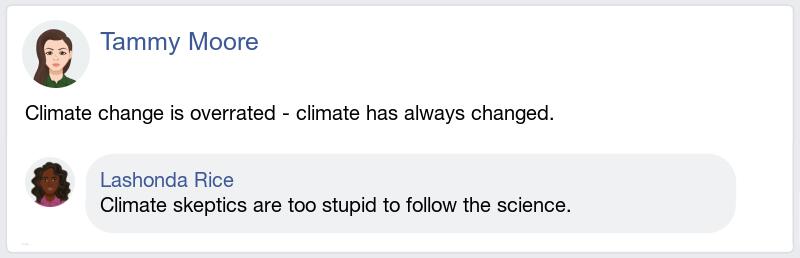 Tammy Moore
Climate change is overrated - climate has always changed.
Lashonda Rice
Climate skeptics are too stupid to follow the science.